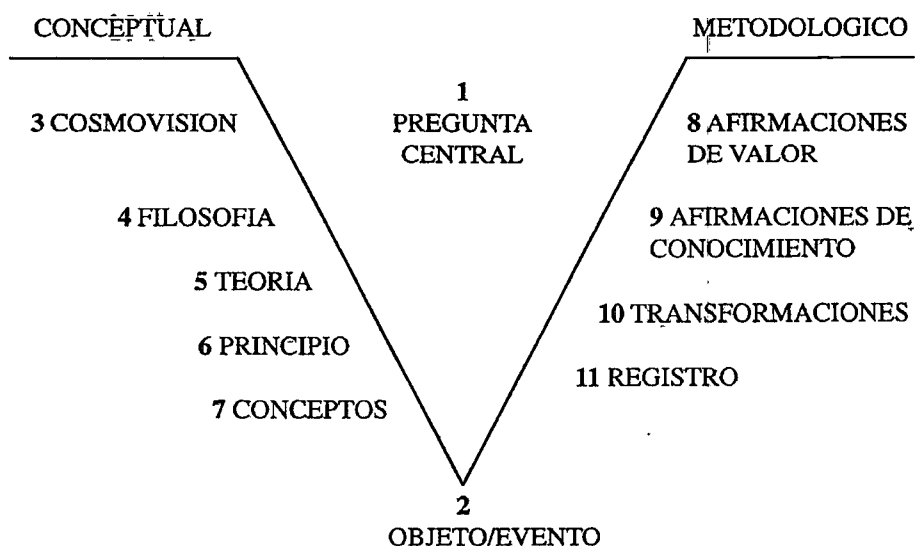 CONCEPTUAL
METODOLOGICO
1
PREGUNTA
CENTRAL
3 COSMOVISION
4 FILOSOFIA
5 TEORIA
6 PRINCIPIO
7 CONCEPTOS
8 AFIRMACIONES
DE VALOR
9 AFIRMACIONES DE
CONOCIMIENTO
10 TRANSFORMACIONES
11 REGISTRO
2
OBJETO/EVENTO